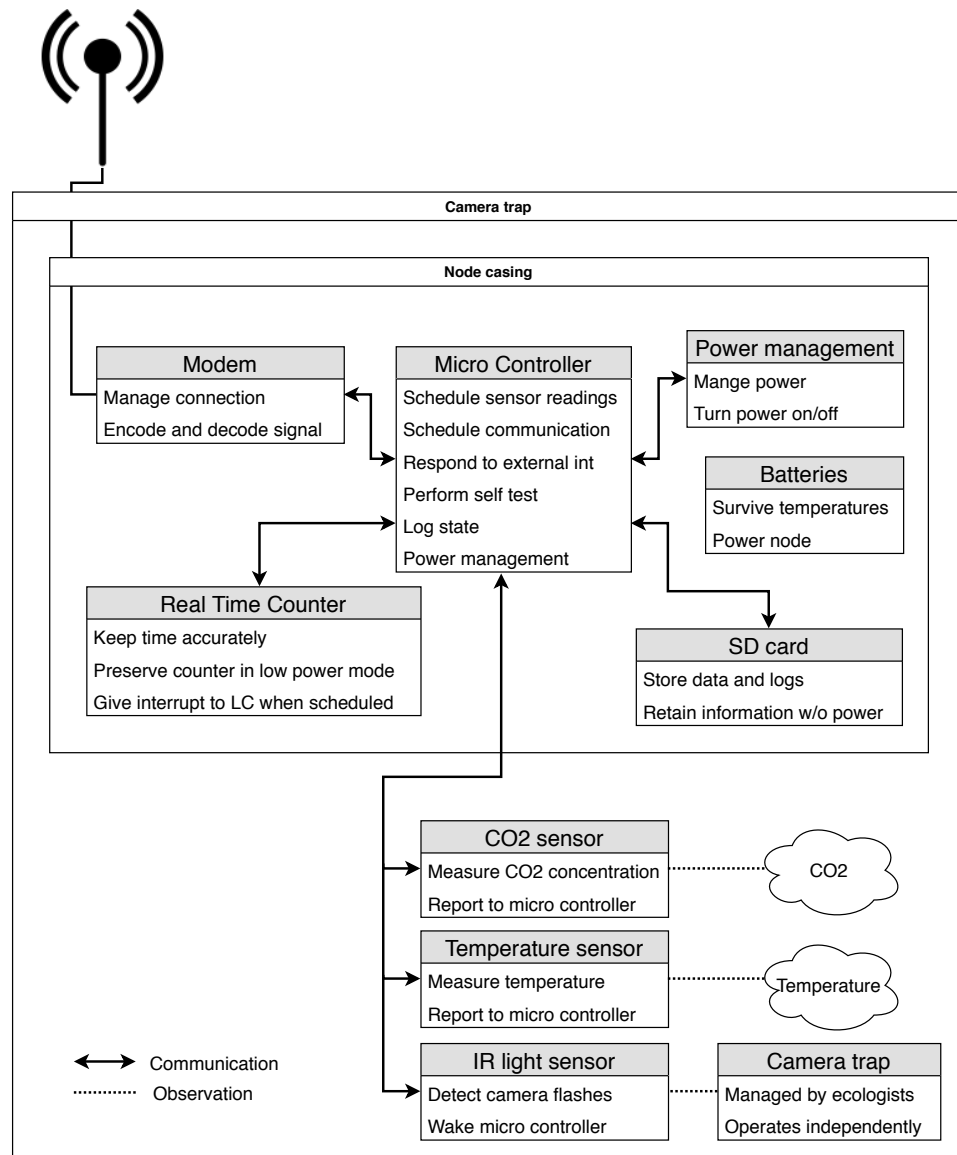 Camera trap
Node casing
Modem
Manage connection
Encode and decode signal
Micro Controller
Schedule sensor readings
Schedule communication
Respond to external int
Perform self test
Log state
Power management
Power management
Mange power
Turn power on/off
Batteries
Survive temperatures
Power node
Real Time Counter
Keep time accurately
Preserve counter in low power mode
Give interrupt to LC when scheduled
SD card
Store data and logs
Retain information w/o power
CO2 sensor
Measure CO2 concentration
Report to micro controller
CO2
Temperature sensor
Measure temperature
Report to micro controller
Temperature
IR light sensor
Detect camera flashes
Wake micro controller
Camera trap
Managed by ecologists
Operates independently
Communication
Observation